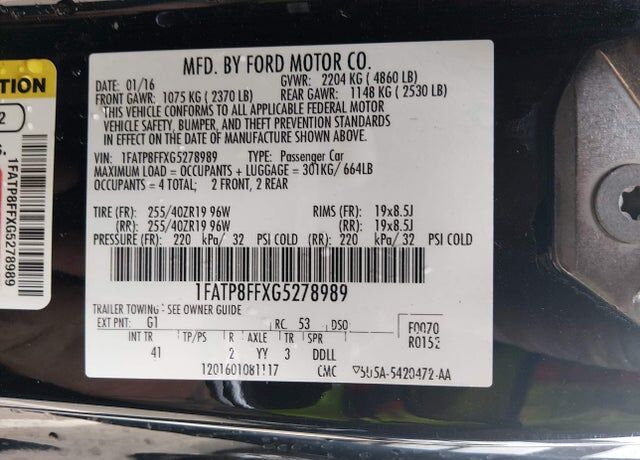 MFD. BY FORD MOTOR CO.
DATE: 01/16 GVWR: 2204 KG ( 4860 LB)
FRONT GAWR: 1075 KG ( 2370 LB) REAR GAWR: 1148 KG ( 2530 LB)
THIS VEHICLE CONFORMS TO ALL APPLICABLE FEDERAL MOTOR
VEHICLE SAFETY, BUMPER, AND THEFT PREVENTION STANDARDS
IN EFFECT ON THE DATE OF MANUFACTURE SHOWN ABOVE.
VIN: 1FATP8FFXG5278989 TYPE: Passenger Car
MAXIMUM LOAD = OCCUPANTS + LUGGAGE = 301KG/ 664LB
OCCUPANTS = 4 TOTAL; 2 FRONT, 2 REAR
TIRE (FR): 255/40ZR19 96W RIMS (FR): 19x8.5J
(RR): 255/40ZR19 96W (RR): 19x8.5J
PRESSURE (FR): 220 kPa/ 32 PSI COLD (RR) 220 kPa/ 32 PSI COLD
1FATP8FFXG5278989
TRAILER TOWING - SEE OWNER GUIDE
EXT PNT: G1 RC: 53 DSO: F0070
R0152
INT TR TP/PS R AXLE TR SPR
41 2 YY 3 DDLL
1201601081117 CMC 5U5A-5420472-AA
TION
2
1FATP8FFXG5278989